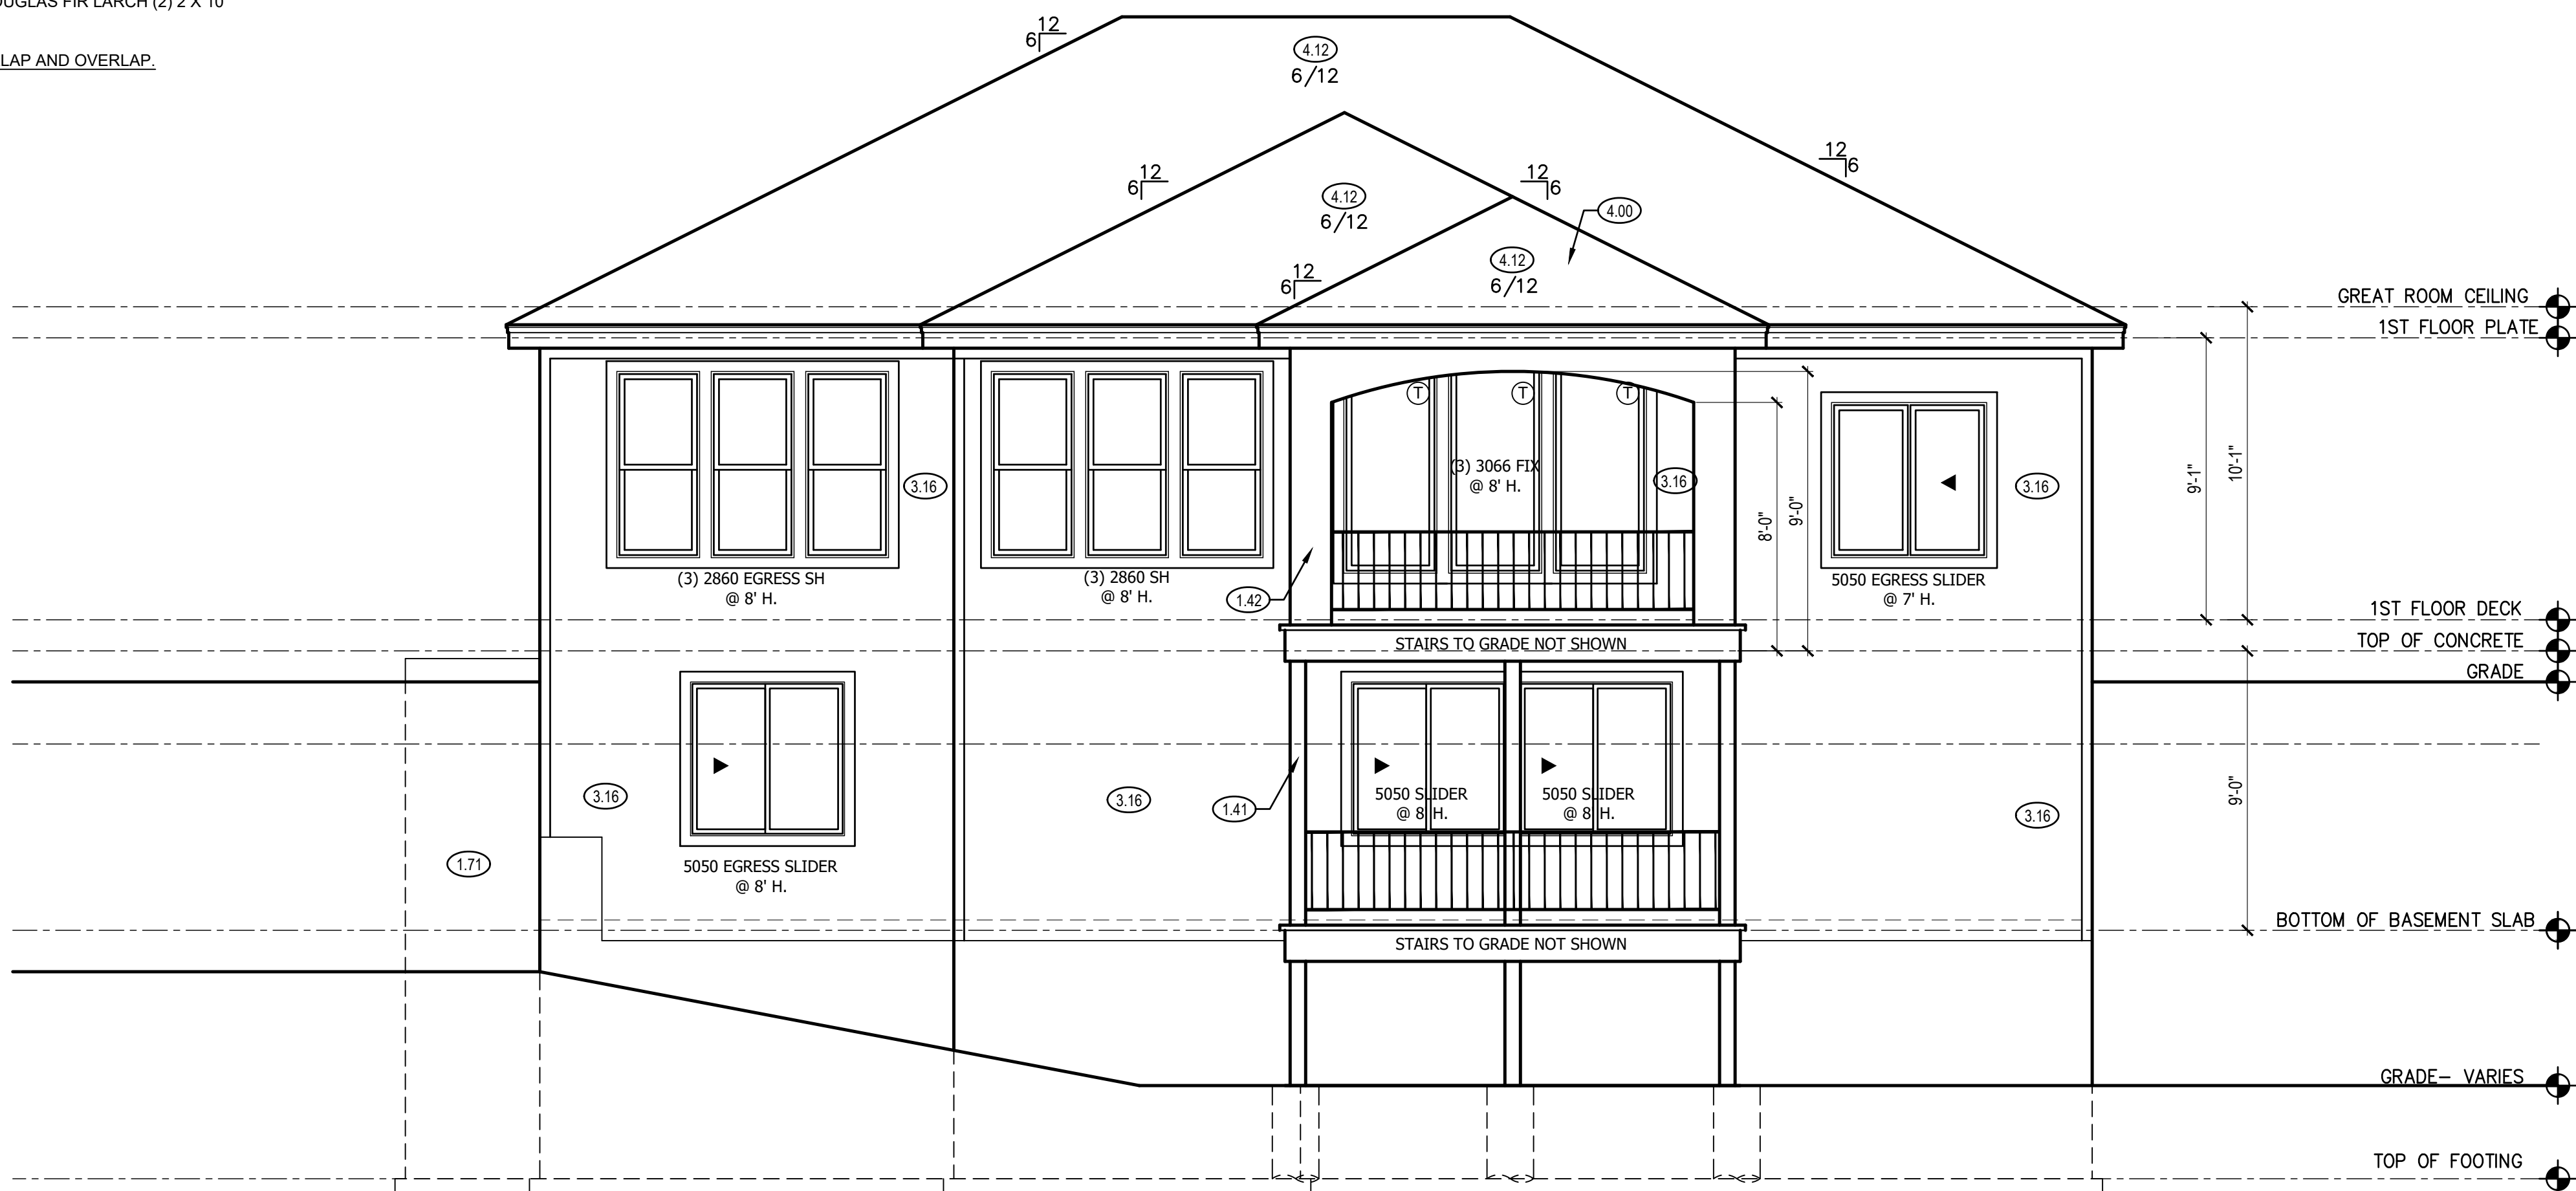 DOUGLAS FIR LARCH (2) 2 X 10
LAP AND OVERLAP.
12
6
4.12
6/12
12
6
12
6
12
6
4.12
6/12
4.00
12
6
4.12
6/12
GREAT ROOM CEILING
1ST FLOOR PLATE
T
T
T
(3) 3066 FIX
@ 8' H.
3.16
3.16
3.16
9'-1"
10'-1"
8'-0"
9'-0"
(3) 2860 EGRESS SH
@ 8' H.
(3) 2860 SH
@ 8' H.
1.42
5050 EGRESS SLIDER
@ 7' H.
1ST FLOOR DECK
STAIRS TO GRADE NOT SHOWN
TOP OF CONCRETE
GRADE
3.16
3.16
1.41
5050 SLIDER
@ 8' H.
5050 SLIDER
@ 8' H.
3.16
9'-0"
1.71
5050 EGRESS SLIDER
@ 8' H.
BOTTOM OF BASEMENT SLAB
STAIRS TO GRADE NOT SHOWN
GRADE- VARIES
TOP OF FOOTING